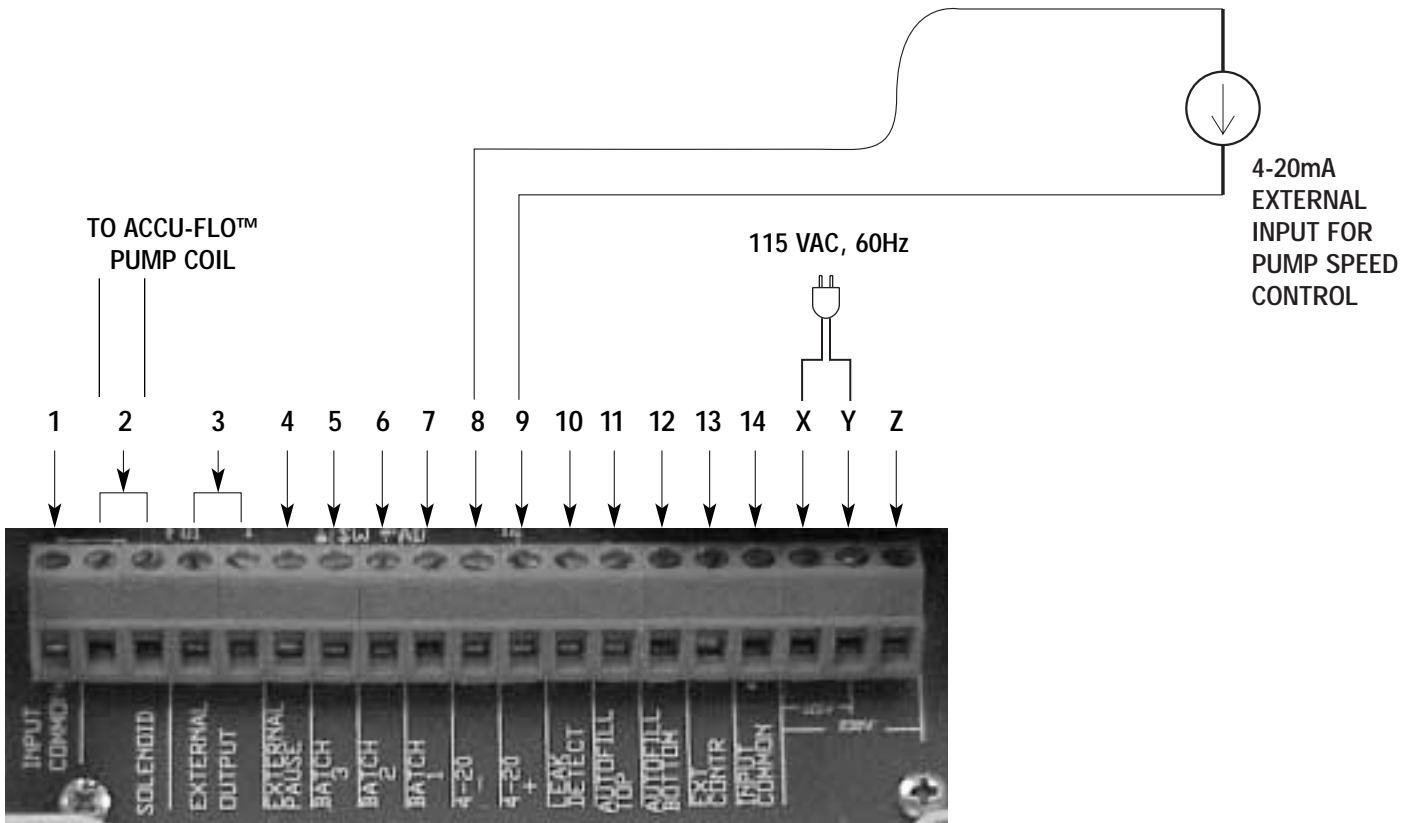 4-20mA
EXTERNAL
INPUT FOR
PUMP SPEED
CONTROL
TO ACCU-FLO™
PUMP COIL
115 VAC, 60Hz
1 2 3 4 5 6 7 8 9 10 11 12 13 14 X Y Z
INPUT
COMMON
SOLENOID
EXTERNAL
OUTPUT
EXTERNAL
PAUSE
BATCH
3
BATCH
2
BATCH
1
4-20
-
4-20
+
LEAK
DETECT
AUTOFILL
TOP
AUTOFILL
BOTTOM
EXT
CONTR
INPUT
COMMON